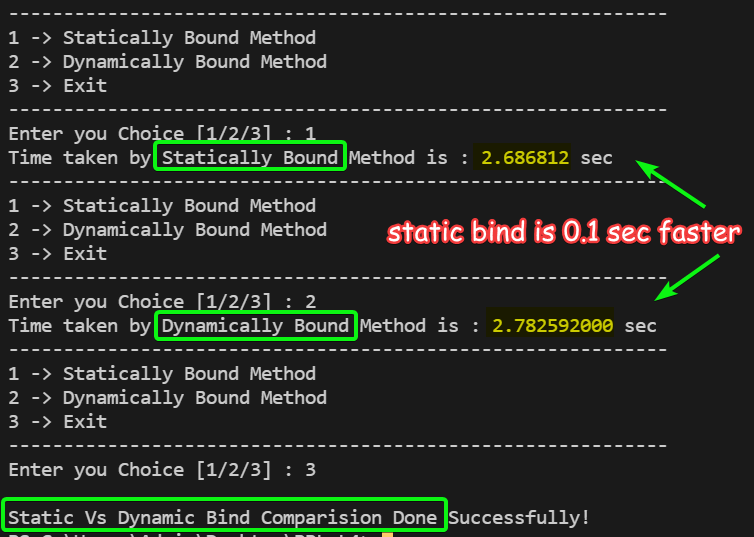 ------------------------------------------------------------
1 -> Statically Bound Method
2 -> Dynamically Bound Method
3 -> Exit
------------------------------------------------------------
Enter you Choice [1/2/3] : 1
Time taken by Statically Bound Method is : 2.686812 sec
------------------------------------------------------------
1 -> Statically Bound Method
2 -> Dynamically Bound Method
static bind is 0.1 sec faster
3 -> Exit
------------------------------------------------------------
Enter you Choice [1/2/3] : 2
Time taken by Dynamically Bound Method is : 2.782592000 sec
------------------------------------------------------------
1 -> Statically Bound Method
2 -> Dynamically Bound Method
3 -> Exit
------------------------------------------------------------
Enter you Choice [1/2/3] : 3
Static Vs Dynamic Bind Comparision Done Successfully!